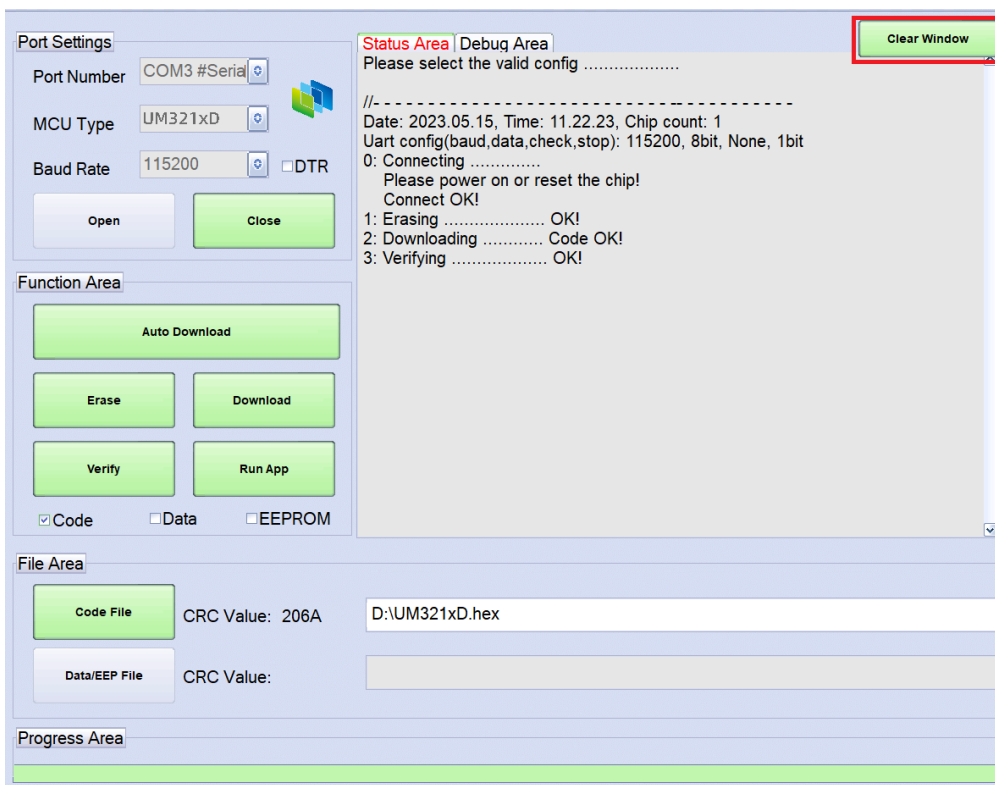 Clear Window
Port Settings
Port Number COM3 #Serial
MCU Type UM321xD
Baud Rate 115200 DTR
Open Close
Status Area Debug Area
Please select the valid config ...................
//- - - - - - - - - - - - - - - - - - - - - - - - - - - - -- - - - - - - - - - -
Date: 2023.05.15, Time: 11.22.23, Chip count: 1
Uart config(baud,data,check,stop): 115200, 8bit, None, 1bit
0: Connecting .............
Please power on or reset the chip!
Connect OK!
1: Erasing .................... OK!
2: Downloading ............ Code OK!
3: Verifying ................... OK!
Function Area
Auto Download
Erase Download
Verify Run App
Code Data EEPROM
File Area
Code File CRC Value: 206A D:\UM321xD.hex
Data/EEP File CRC Value:
Progress Area